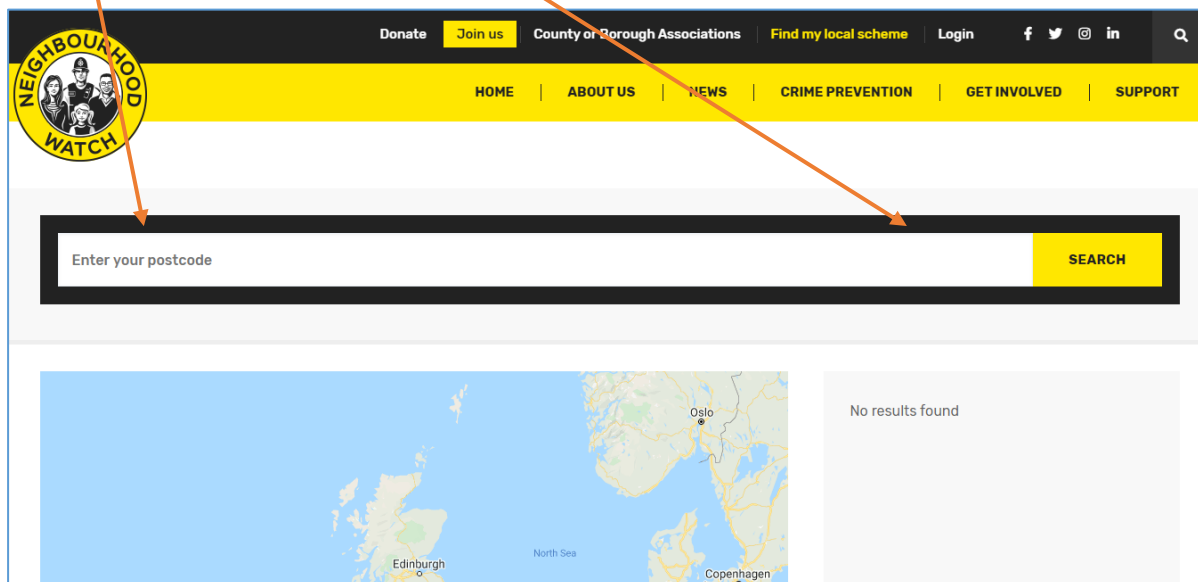 Donate Join us County or Borough Associations Find my local scheme Login
NEIGHBOURHOOD
WATCH
HOME ABOUT US NEWS CRIME PREVENTION GET INVOLVED SUPPORT
Enter your postcode SEARCH
Oslo
No results found
North Sea
Edinburgh
Copenhagen